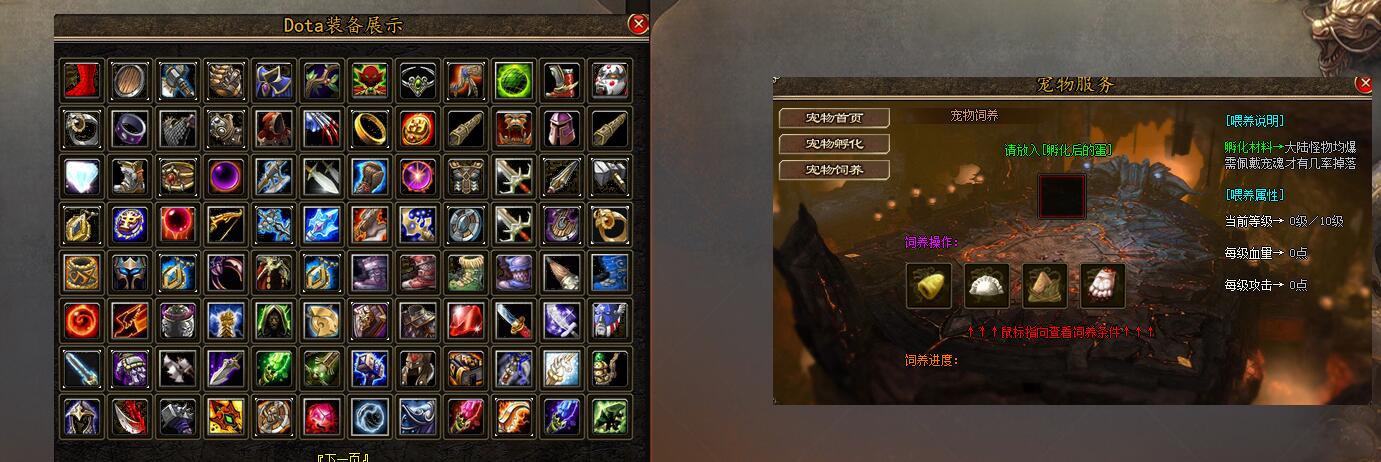 Dota装备展示
『下一页』
宠物服务
宠物首页
宠物孵化
宠物饲养
宠物饲养
请放入[孵化后的蛋]
饲养操作:
↑↑↑鼠标指向查看饲养条件↑↑↑
饲养进度:
[喂养说明]
孵化材料→大陆怪物均爆
需佩戴宠魂才有几率掉落
[喂养属性]
当前等级→ 0级/10级
每级血量→ 0点
每级攻击→ 0点